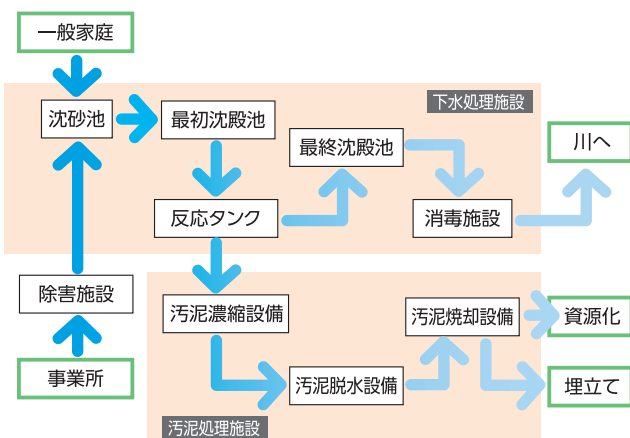 一般家庭
下水処理施設
沈砂池
最初沈殿池
最終沈殿池
川へ
反応タンク
消毒施設
除害施設
汚泥濃縮設備
汚泥焼却設備
資源化
事業所
汚泥脱水設備
埋立て
汚泥処理施設